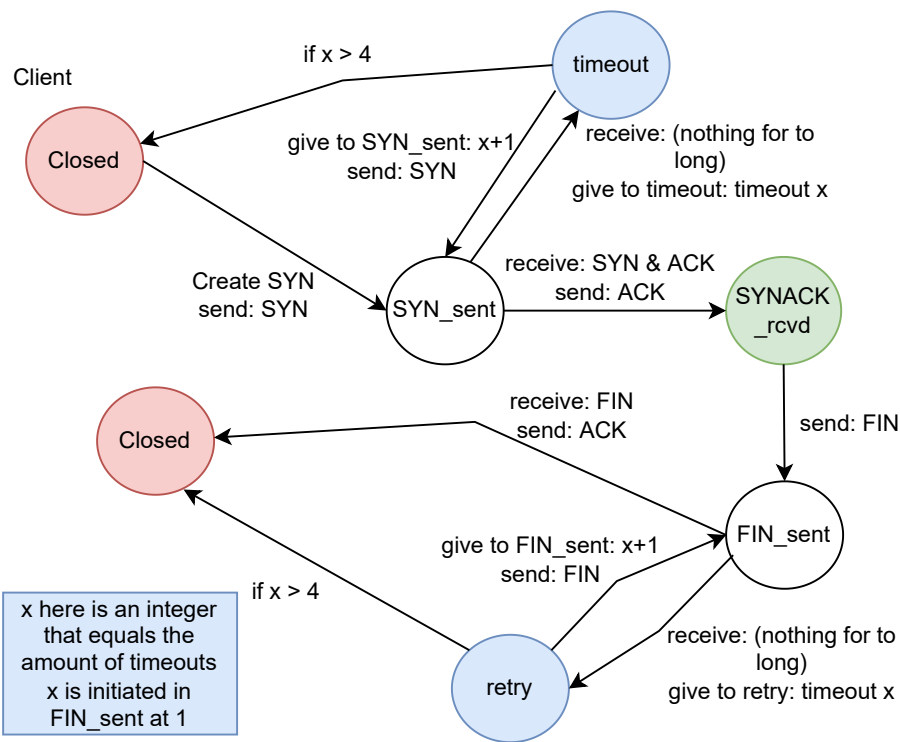 if x > 4
timeout
Client
Closed
give to SYN_sent: x+1
send: SYN
receive: (nothing for to
long)
give to timeout: timeout x
Create SYN
send: SYN
SYN_sent
receive: SYN & ACK
send: ACK
SYNACK
_rcvd
Closed
receive: FIN
send: ACK
send: FIN
give to FIN_sent: x+1
send: FIN
FIN_sent
if x > 4
x here is an integer
that equals the
amount of timeouts
x is initiated in
FIN_sent at 1
retry
receive: (nothing for to
long)
give to retry: timeout x